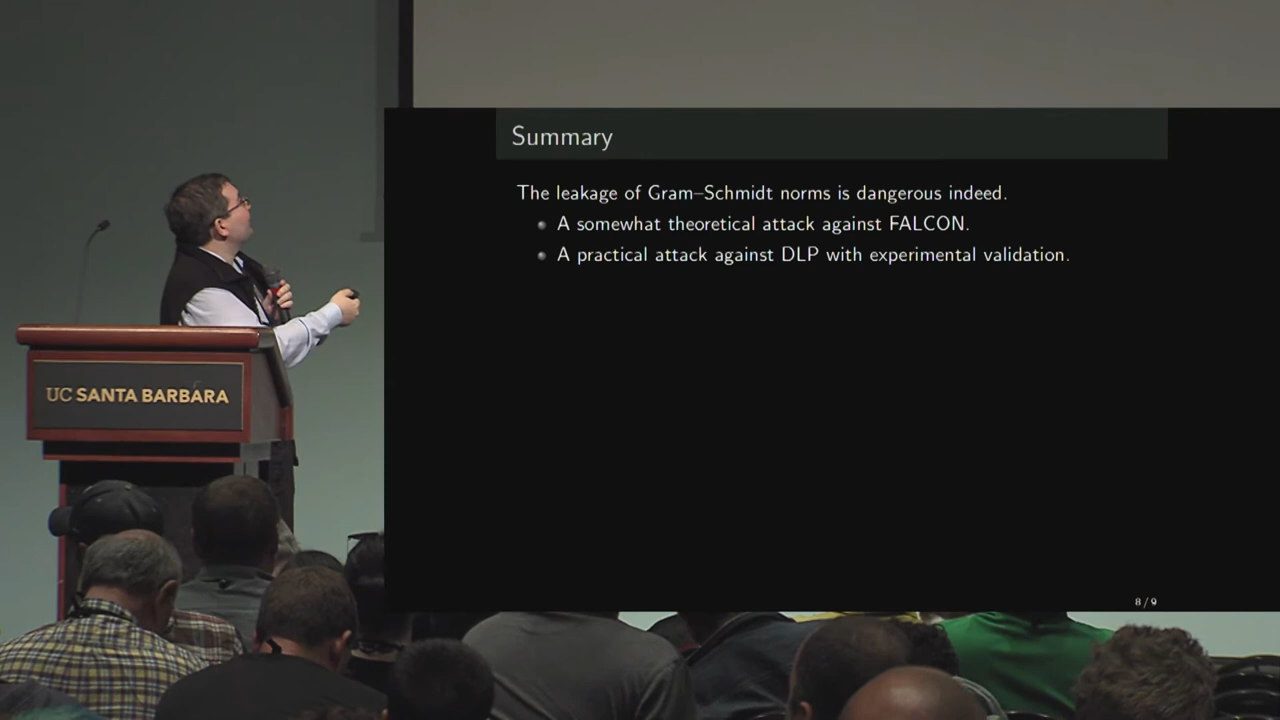 Summary
The leakage of Gram–Schmidt norms is dangerous indeed.
A somewhat theoretical attack against FALCON.
A practical attack against DLP with experimental validation.
UC SANTA BARBARA
8 / 9